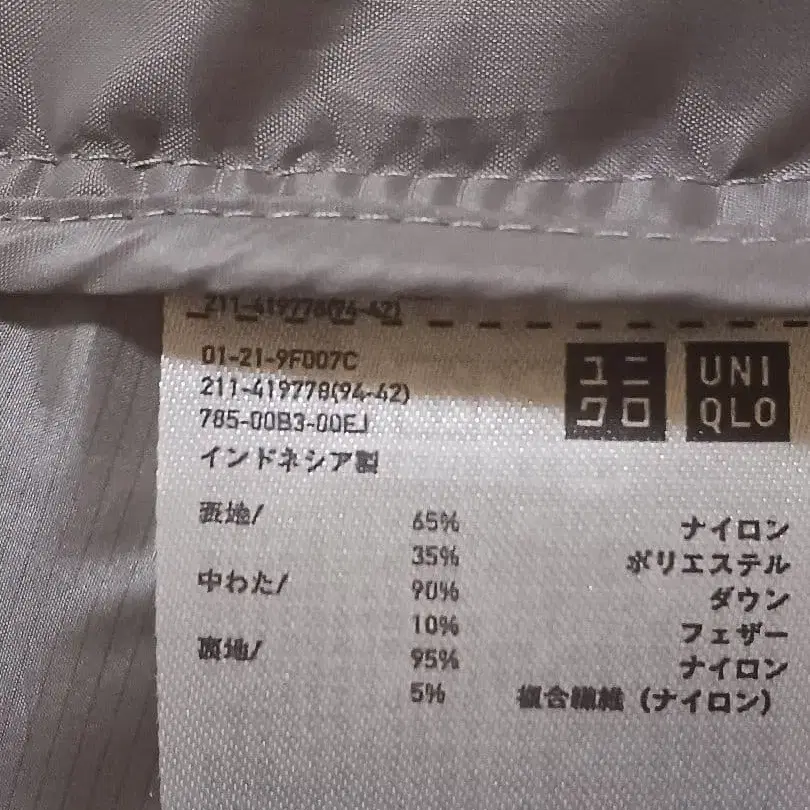 211-419778(94-42)
01-21-9F007C
211-419778(94-42)
785-00B3-00EJ
インドネシア製
ユニ
クロ
UNI
QLO
表地/ 65% ナイロン
35% ポリエステル
中わた/ 90% ダウン
10% フェザー
裏地/ 95% ナイロン
5% 複合繊維 (ナイロン)